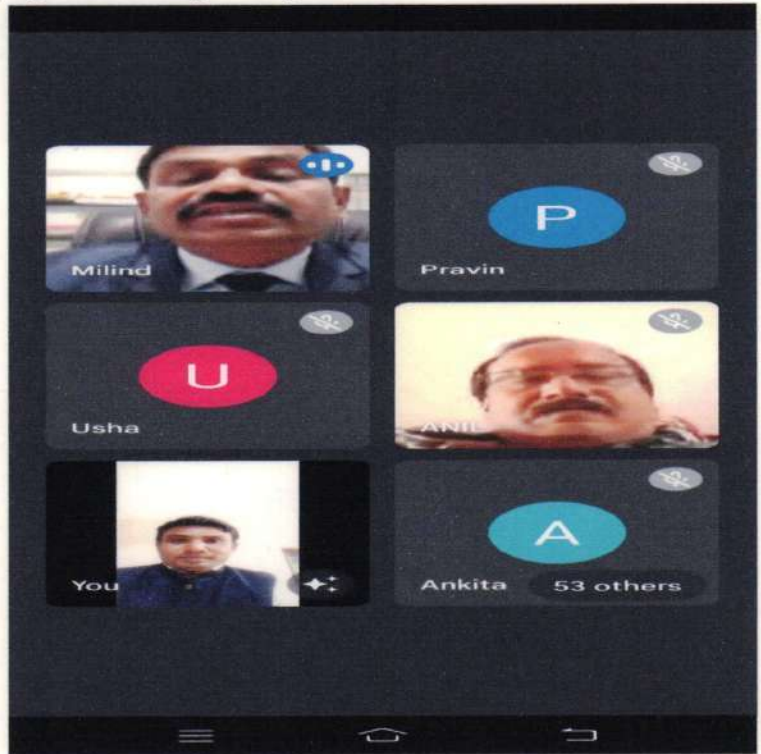 Milind
P
Pravin
U
Usha
ANIL
You
A
Ankita
53 others